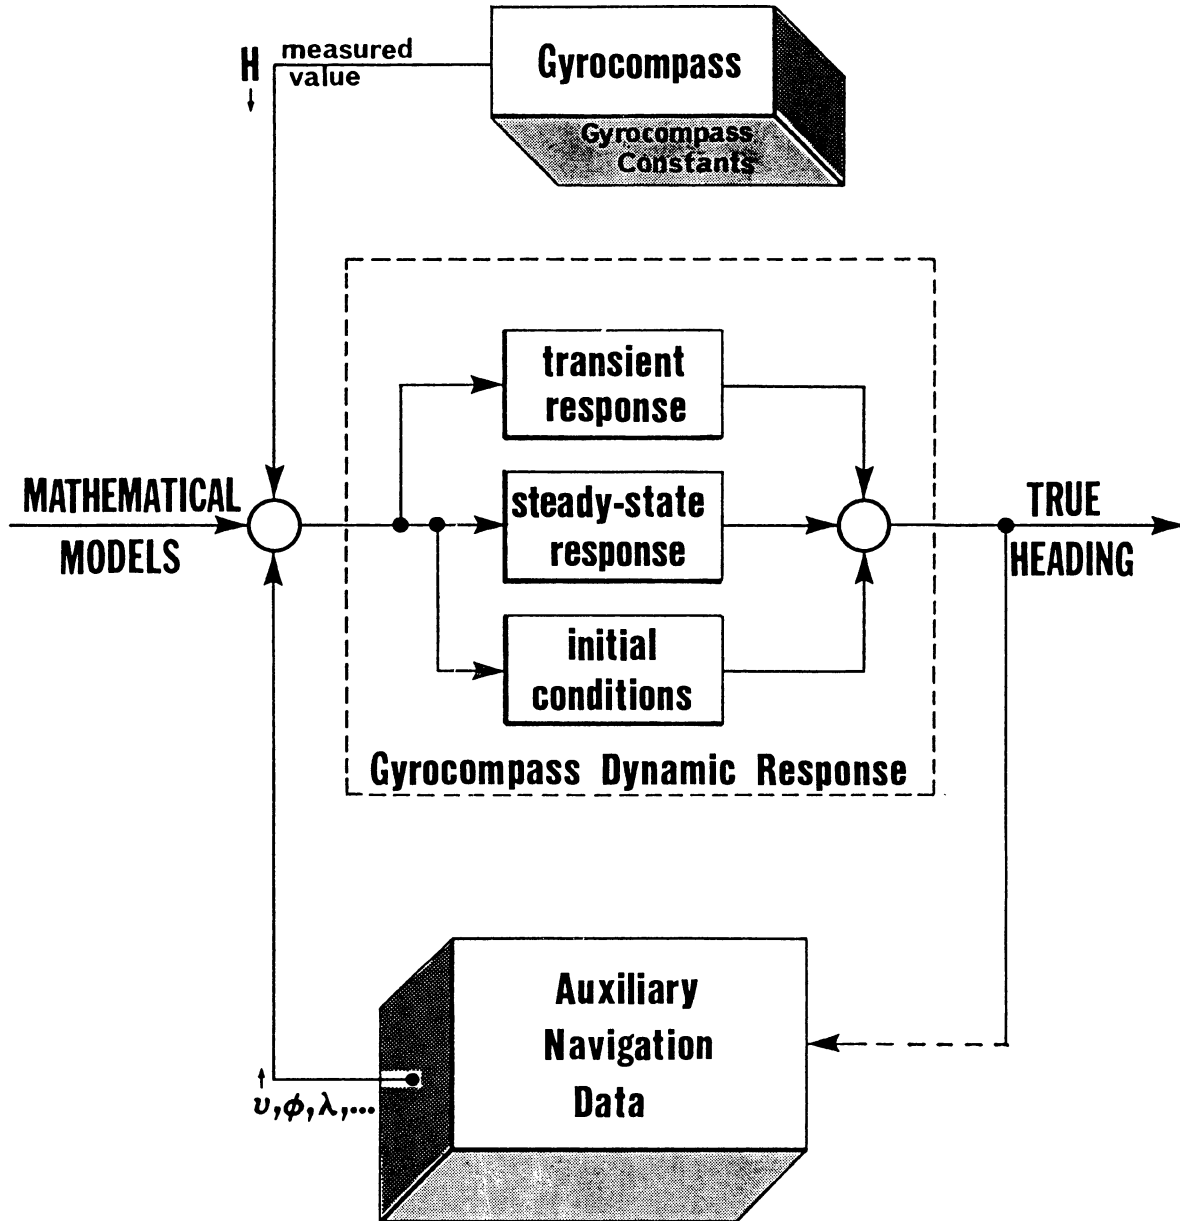 H measured
value
Gyrocompass
Gyrocompass
Constants
transient
response
MATHEMATICAL
MODELS
steady-state
response
TRUE
HEADING
initial
conditions
Gyrocompass Dynamic Response
Auxiliary
Navigation
Data
υ,ϕ,λ,...